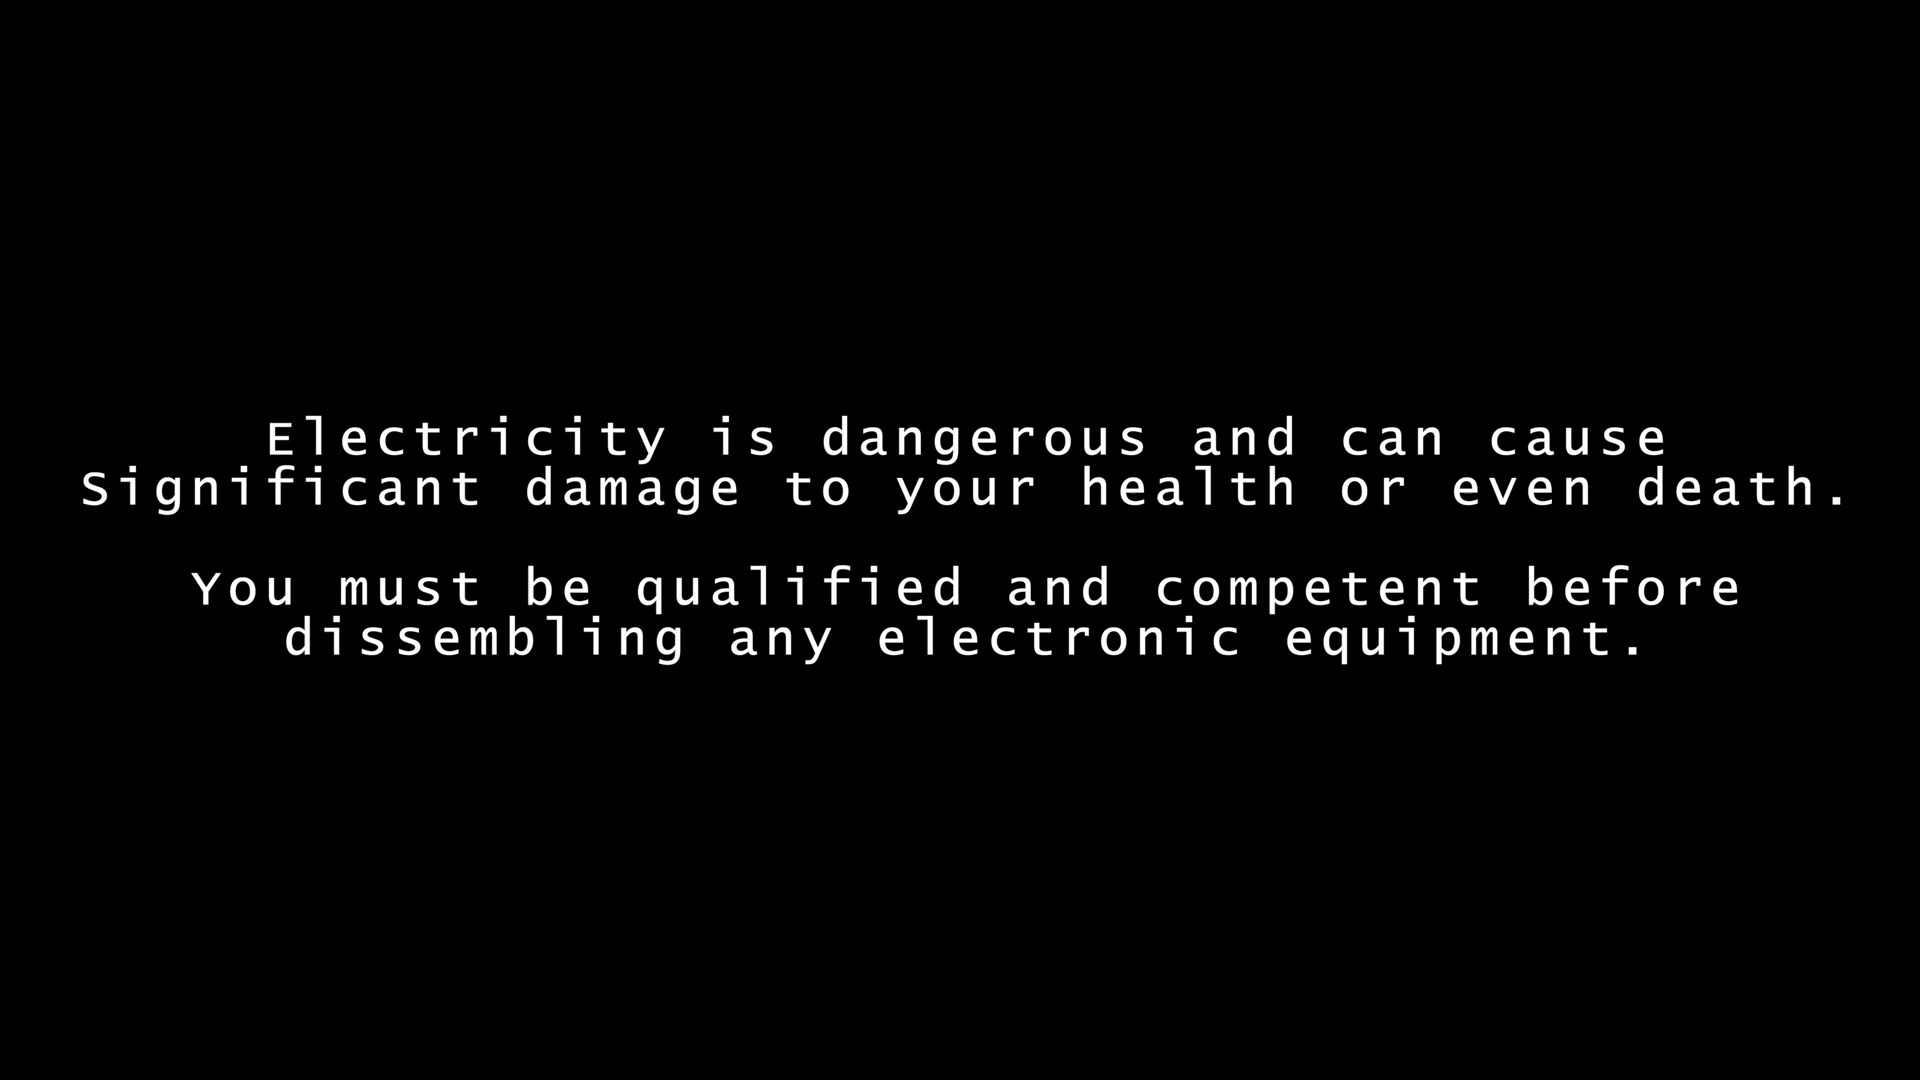 Electricity is dangerous and can cause
Significant damage to your health or even death.
You must be qualified and competent before
dissembling any electronic equipment.